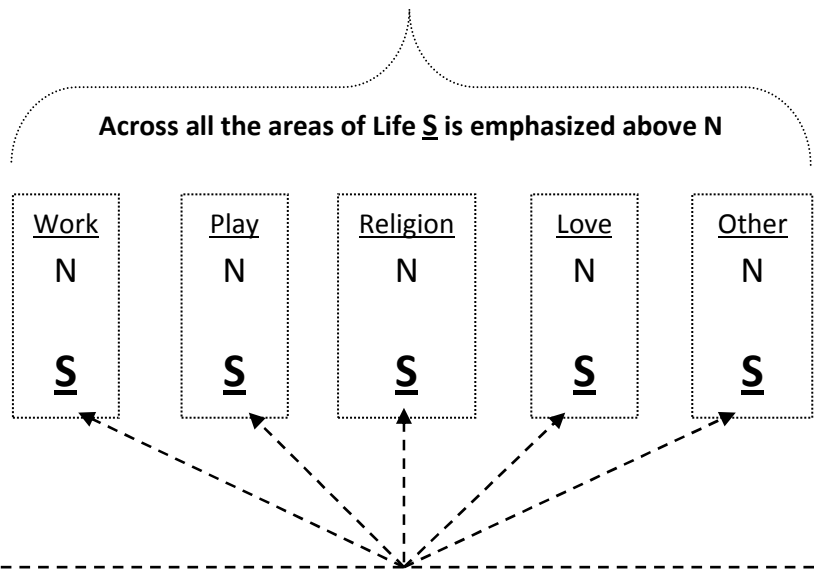 Across all the areas of Life S is emphasized above N
Work Play Religion Love Other
N N N N N
S S S S S